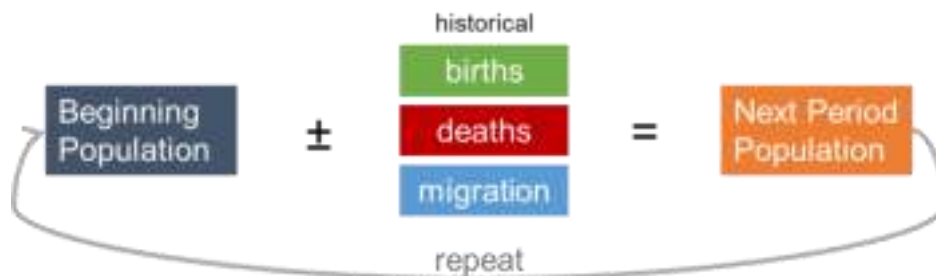 historical
births
Beginning
Population
±
deaths
=
Next Period
Population
migration
repeat